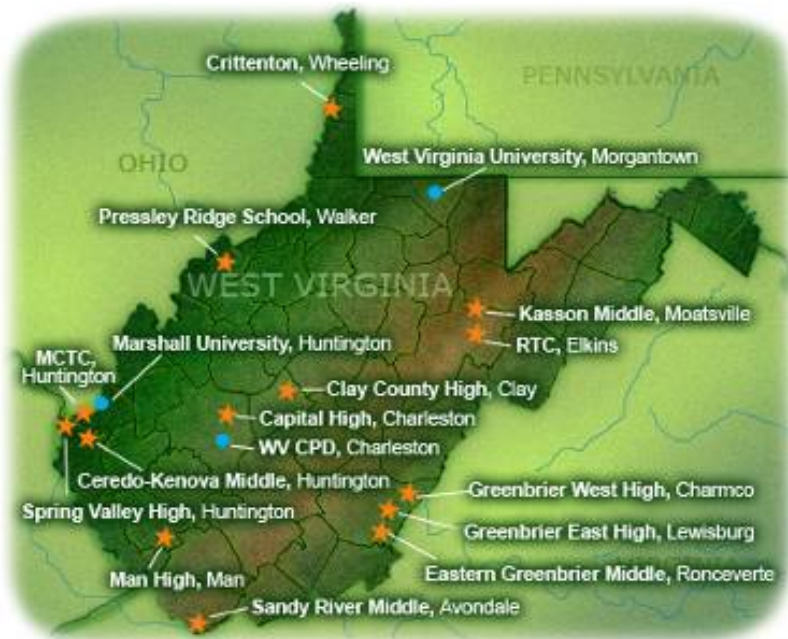 Crittenton, Wheeling
PENNSYLVANIA
OHIO
West Virginia University, Morgantown
Pressley Ridge School, Walker
WEST VIRGINIA
Kasson Middle, Moatsville
RTC, Elkins
Marshall University, Huntington
MCTC,
Huntington
Clay County High, Clay
Capital High, Charleston
WV CPD, Charleston
Ceredo-Kenova Middle, Huntington
Spring Valley High, Huntington
Greenbrier West High, Charmco
Greenbrier East High, Lewisburg
Man High, Man
Eastern Greenbrier Middle, Ronceverte
Sandy River Middle, Avondale